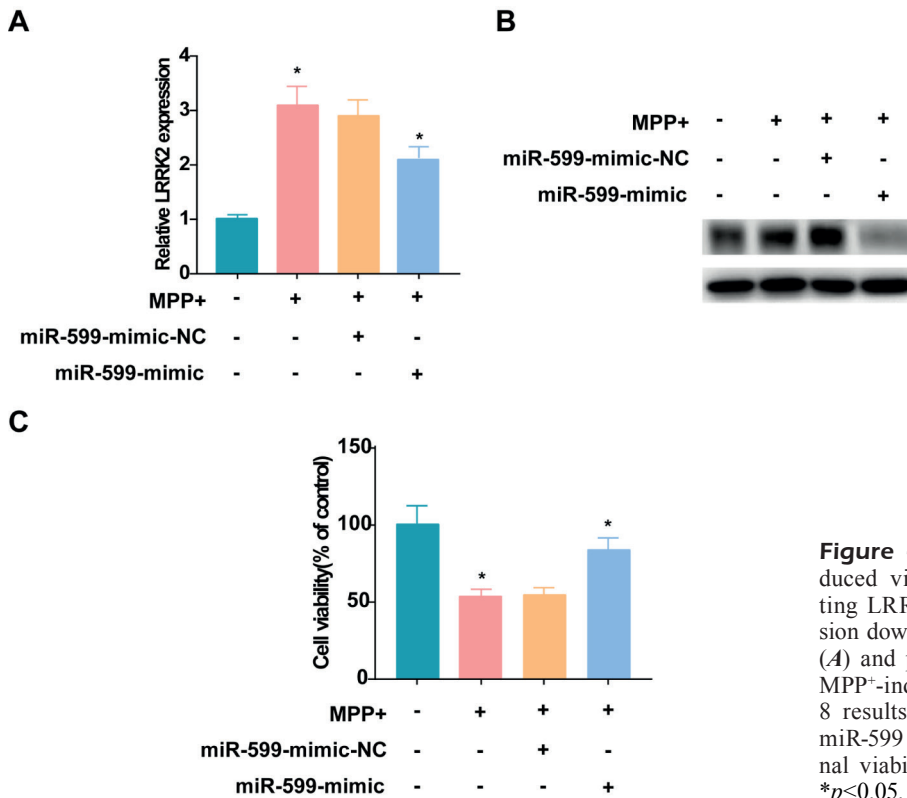 A
Relative LRRK2 expression
4
3
2
1
0
*
*
MPP+ - + + +
miR-599-mimic-NC - - + -
miR-599-mimic - - - +
B
MPP+ - + + +
miR-599-mimic-NC - - + -
miR-599-mimic - - - +
C
Cell viability(% of control)
150
100
50
0
*
*
MPP+ - + + +
miR-599-mimic-NC - - + -
miR-599-mimic - - - +
Figure
duced vi
ting LRR
sion dow
(A) and
MPP+-in
8 results
miR-599
nal viabi
*p<0.05.